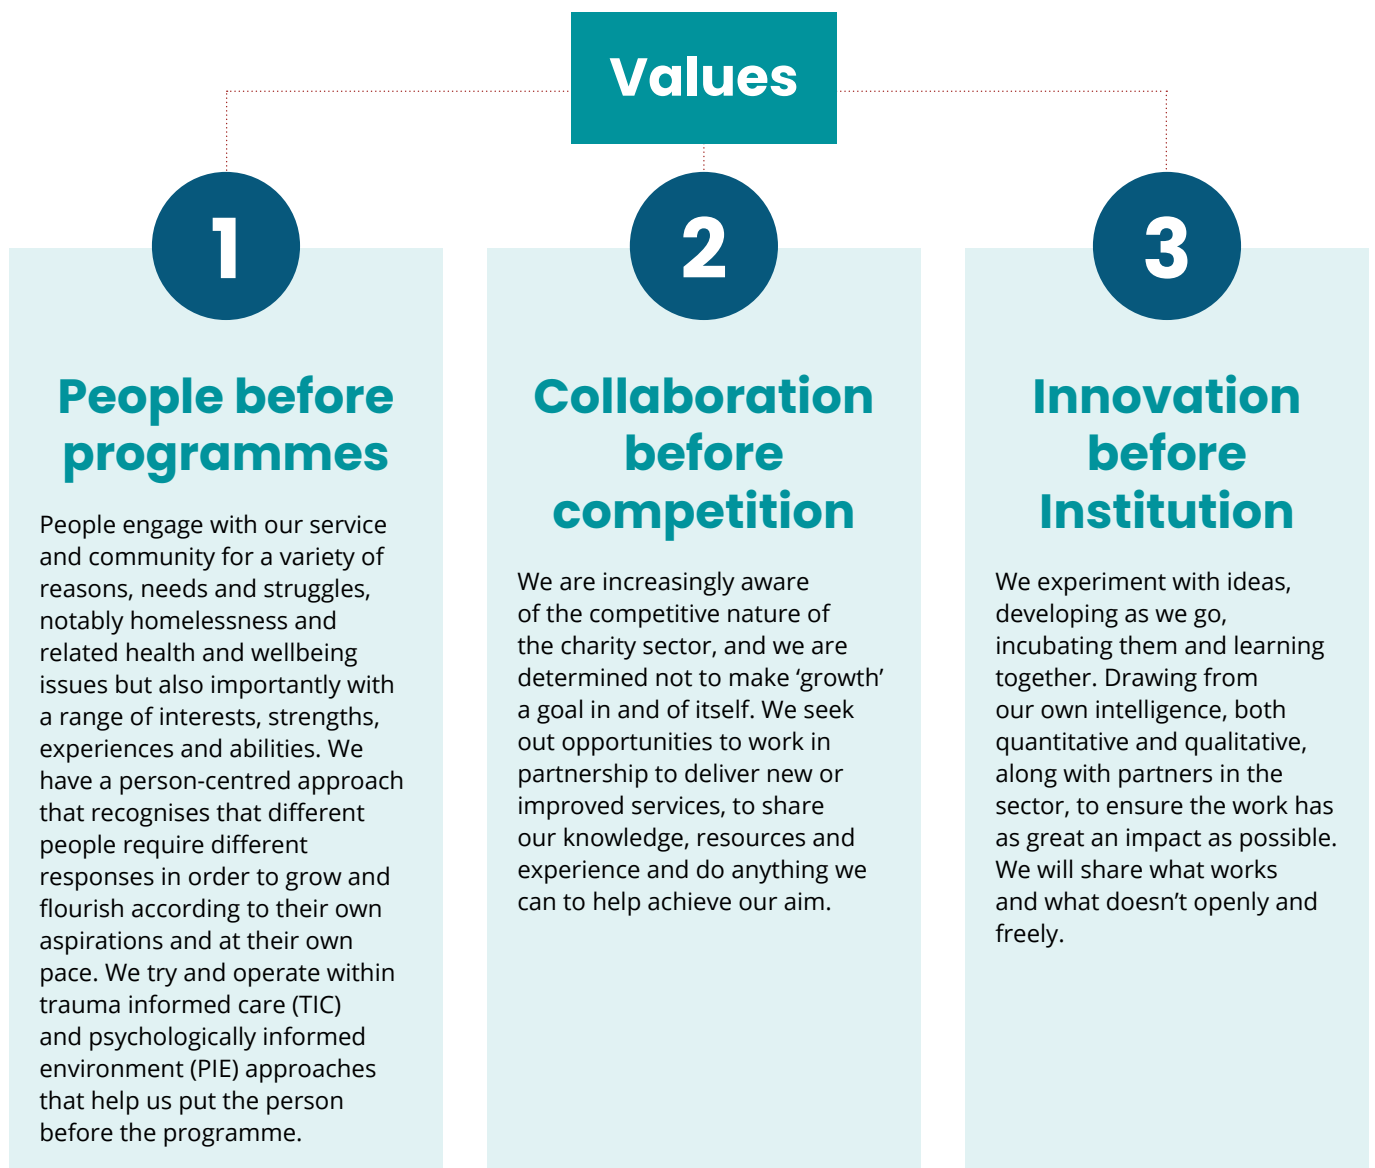 Values
1
People before
programmes
People engage with our service
and community for a variety of
reasons, needs and struggles,
notably homelessness and
related health and wellbeing
issues but also importantly with
a range of interests, strengths,
experiences and abilities. We
have a person-centred approach
that recognises that different
people require different
responses in order to grow and
flourish according to their own
aspirations and at their own
pace. We try and operate within
trauma informed care (TIC)
and psychologically informed
environment (PIE) approaches
that help us put the person
before the programme.
2
Collaboration
before
competition
We are increasingly aware
of the competitive nature of
the charity sector, and we are
determined not to make ‘growth’
a goal in and of itself. We seek
out opportunities to work in
partnership to deliver new or
improved services, to share
our knowledge, resources and
experience and do anything we
can to help achieve our aim.
3
Innovation
before
Institution
We experiment with ideas,
developing as we go,
incubating them and learning
together. Drawing from
our own intelligence, both
quantitative and qualitative,
along with partners in the
sector, to ensure the work has
as great an impact as possible.
We will share what works
and what doesn’t openly and
freely.